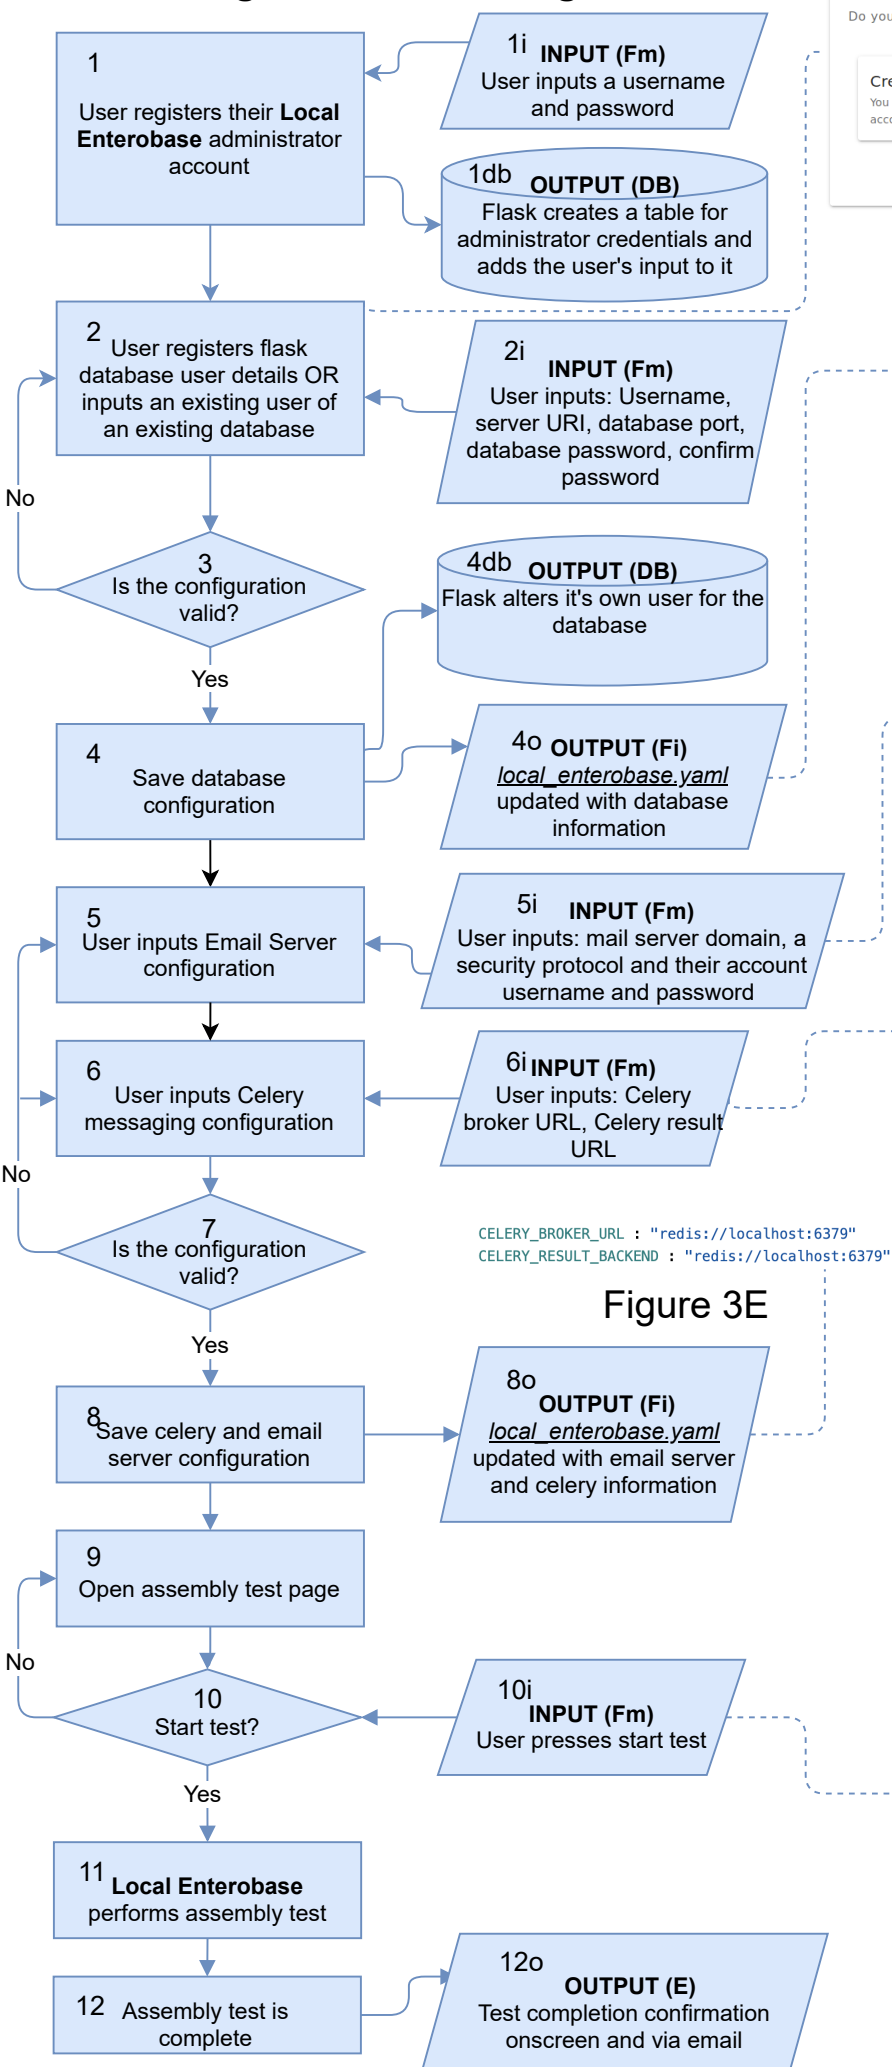 Do you
Cre
You
acco
1
User registers their Local
Enterobase administrator
account
1i INPUT (Fm)
User inputs a username
and password
1db OUTPUT (DB)
Flask creates a table for
administrator credentials and
adds the user's input to it
2
User registers flask
database user details OR
inputs an existing user of
an existing database
2i
INPUT (Fm)
User inputs: Username,
server URI, database port,
database password, confirm
password
No
3
Is the configuration
valid?
4db OUTPUT (DB)
Flask alters it's own user for the
database
Yes
4
Save database
configuration
4o OUTPUT (Fi)
local_enterobase.yaml
updated with database
information
5
User inputs Email Server
configuration
5i INPUT (Fm)
User inputs: mail server domain, a
security protocol and their account
username and password
6
User inputs Celery
messaging configuration
6i INPUT (Fm)
User inputs: Celery
broker URL, Celery result
URL
No
7
Is the configuration
valid?
CELERY_BROKER_URL : "redis://localhost:6379"
CELERY_RESULT_BACKEND : "redis://localhost:6379"
Figure 3E
Yes
8
Save celery and email
server configuration
8o
OUTPUT (Fi)
local_enterobase.yaml
updated with email server
and celery information
9
Open assembly test page
No
10
Start test?
10i
INPUT (Fm)
User presses start test
Yes
11
Local Enterobase
performs assembly test
12 Assembly test is
complete
12o
OUTPUT (E)
Test completion confirmation
onscreen and via email